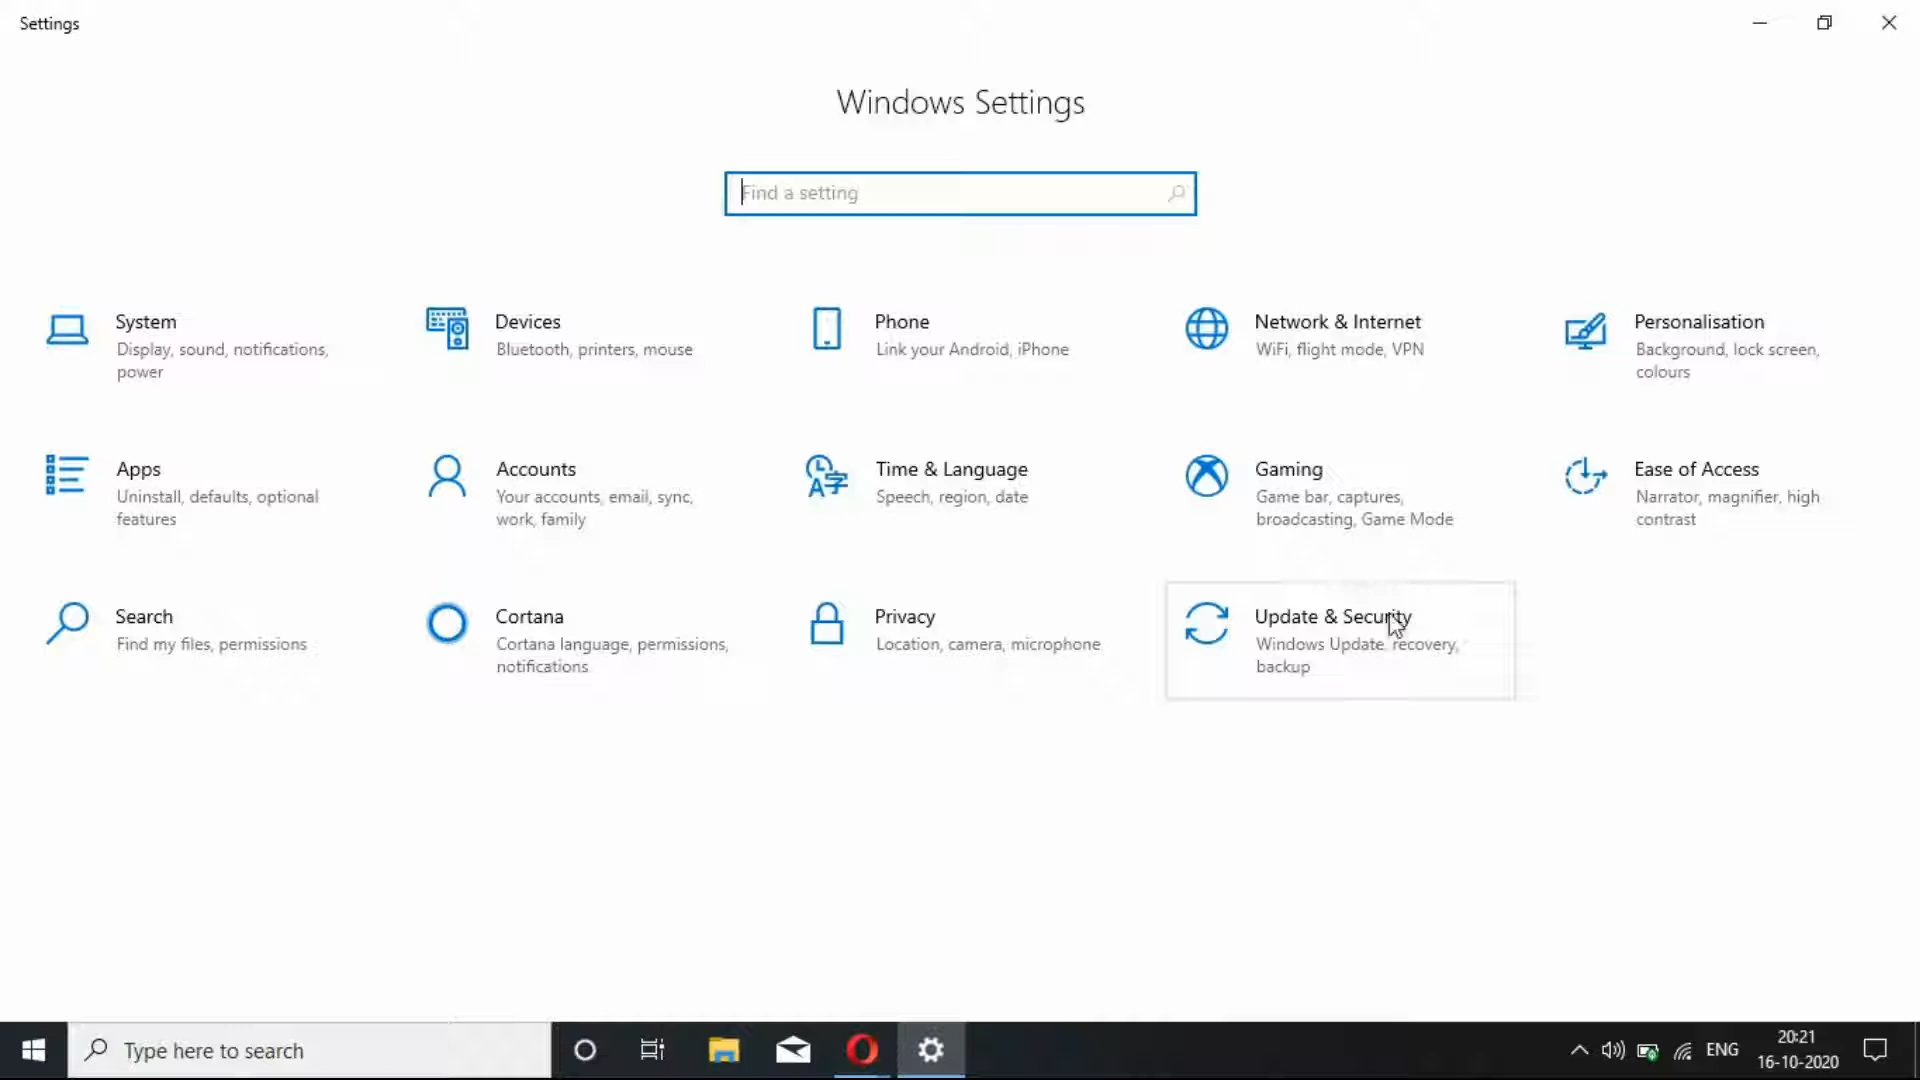 Settings
Windows Settings
Find a setting
System
Display, sound, notifications,
power
Devices
Bluetooth, printers, mouse
Phone
Link your Android, iPhone
Network & Internet
WiFi, flight mode, VPN
Personalisation
Background, lock screen,
colours
Apps
Uninstall, defaults, optional
features
Accounts
Your accounts, email, sync,
work, family
Time & Language
Speech, region, date
Gaming
Game bar, captures,
broadcasting, Game Mode
Ease of Access
Narrator, magnifier, high
contrast
Search
Find my files, permissions
Cortana
Cortana language, permissions,
notifications
Privacy
Location, camera, microphone
Update & Security
Windows Update, recovery,
backup
Type here to search
ENG
20:21
16-10-2020